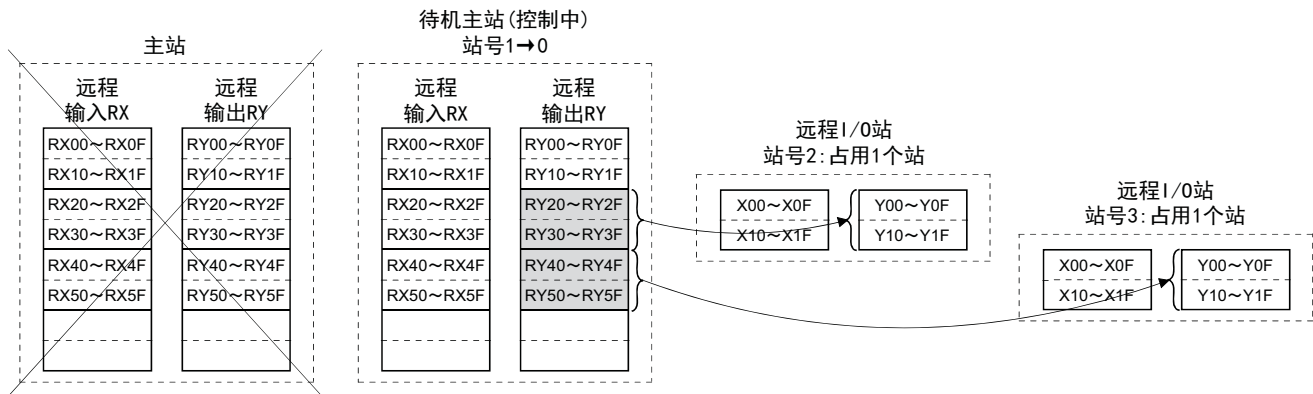 主站
远程
输入RX
远程
输出RY
RX00~RX0F
RY00~RY0F
RX10~RX1F
RY10~RY1F
RX20~RX2F
RY20~RY2F
RX30~RX3F
RY30~RY3F
RX40~RX4F
RY40~RY4F
RX50~RX5F
RY50~RY5F
待机主站(控制中)
站号1→0
远程
输入RX
远程
输出RY
RX00~RX0F
RY00~RY0F
RX10~RX1F
RY10~RY1F
RX20~RX2F
RY20~RY2F
RX30~RX3F
RY30~RY3F
RX40~RX4F
RY40~RY4F
RX50~RX5F
RY50~RY5F
远程I/O站
站号2:占用1个站
X00~X0F
Y00~Y0F
X10~X1F
Y10~Y1F
远程I/O站
站号3:占用1个站
X00~X0F
Y00~Y0F
X10~X1F
Y10~Y1F